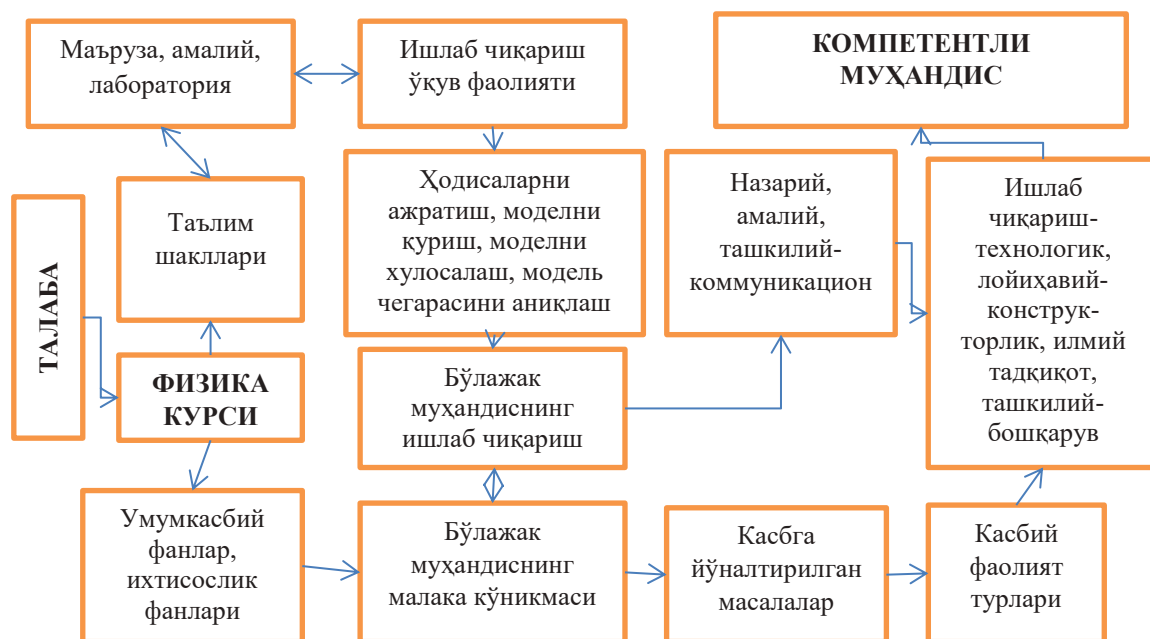 Маъруза, амалий,
лаборатория
Ишлаб чиқариш
ўқув фаолияти
КОМПЕТЕНТЛИ
МУҲАНДИС
ТАЛАБА
Таълим
шакллари
Ҳодисаларни
ажратиш, моделни
қуриш, моделни
хулосалаш, модель
чегарасини аниқлаш
Назарий,
амалий,
ташкилий-
коммуникацион
Ишлаб
чиқариш-
технологик,
лойиҳавий-
конструк-
торлик, илмий
тадқиқот,
ташкилий-
бошқарув
ФИЗИКА
КУРСИ
Бўлажак
муҳандиснинг
ишлаб чиқариш
Умумкасбий
фанлар,
ихтисослик
фанлари
Бўлажак
муҳандиснинг
малака кўникмаси
Касбга
йўналтирилган
масалалар
Касбий
фаолият
турлари